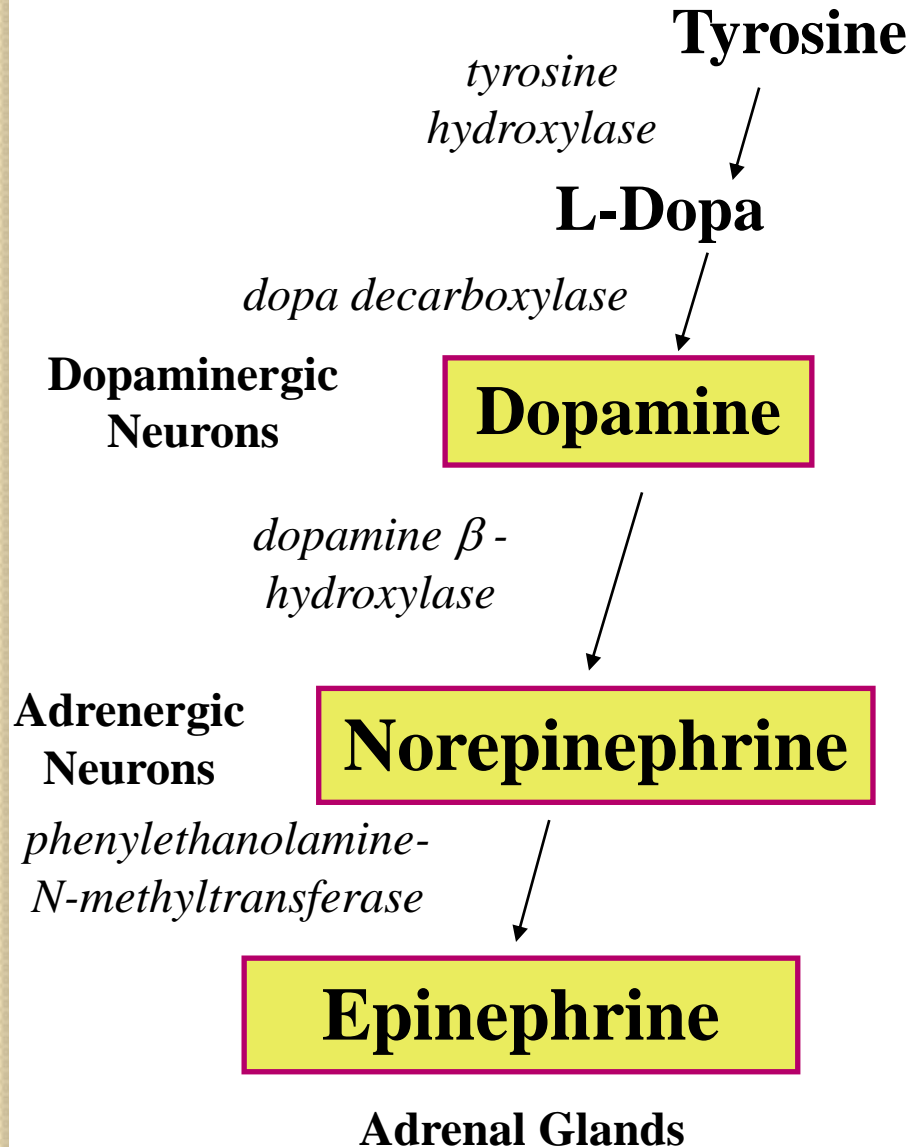 Tyrosine
tyrosine
hydroxylase
L-Dopa
dopa decarboxylase
Dopaminergic
Neurons
Dopamine
dopamine β -
hydroxylase
Adrenergic
Neurons
Norepinephrine
phenylethanolamine-
N-methyltransferase
Epinephrine
Adrenal Glands